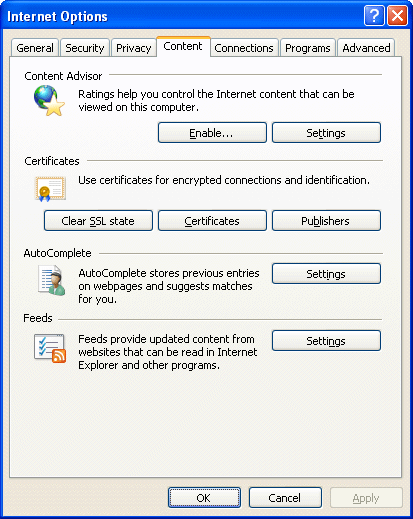 Internet Options
General Security Privacy Content Connections Programs Advanced
Content Advisor
Ratings help you control the Internet content that can be
viewed on this computer.
Enable... Settings
Certificates
Use certificates for encrypted connections and identification.
Clear SSL state Certificates Publishers
AutoComplete
AutoComplete stores previous entries
on webpages and suggests matches
for you.
Settings
Feeds
Feeds provide updated content from
websites that can be read in Internet
Explorer and other programs.
Settings
OK Cancel Apply